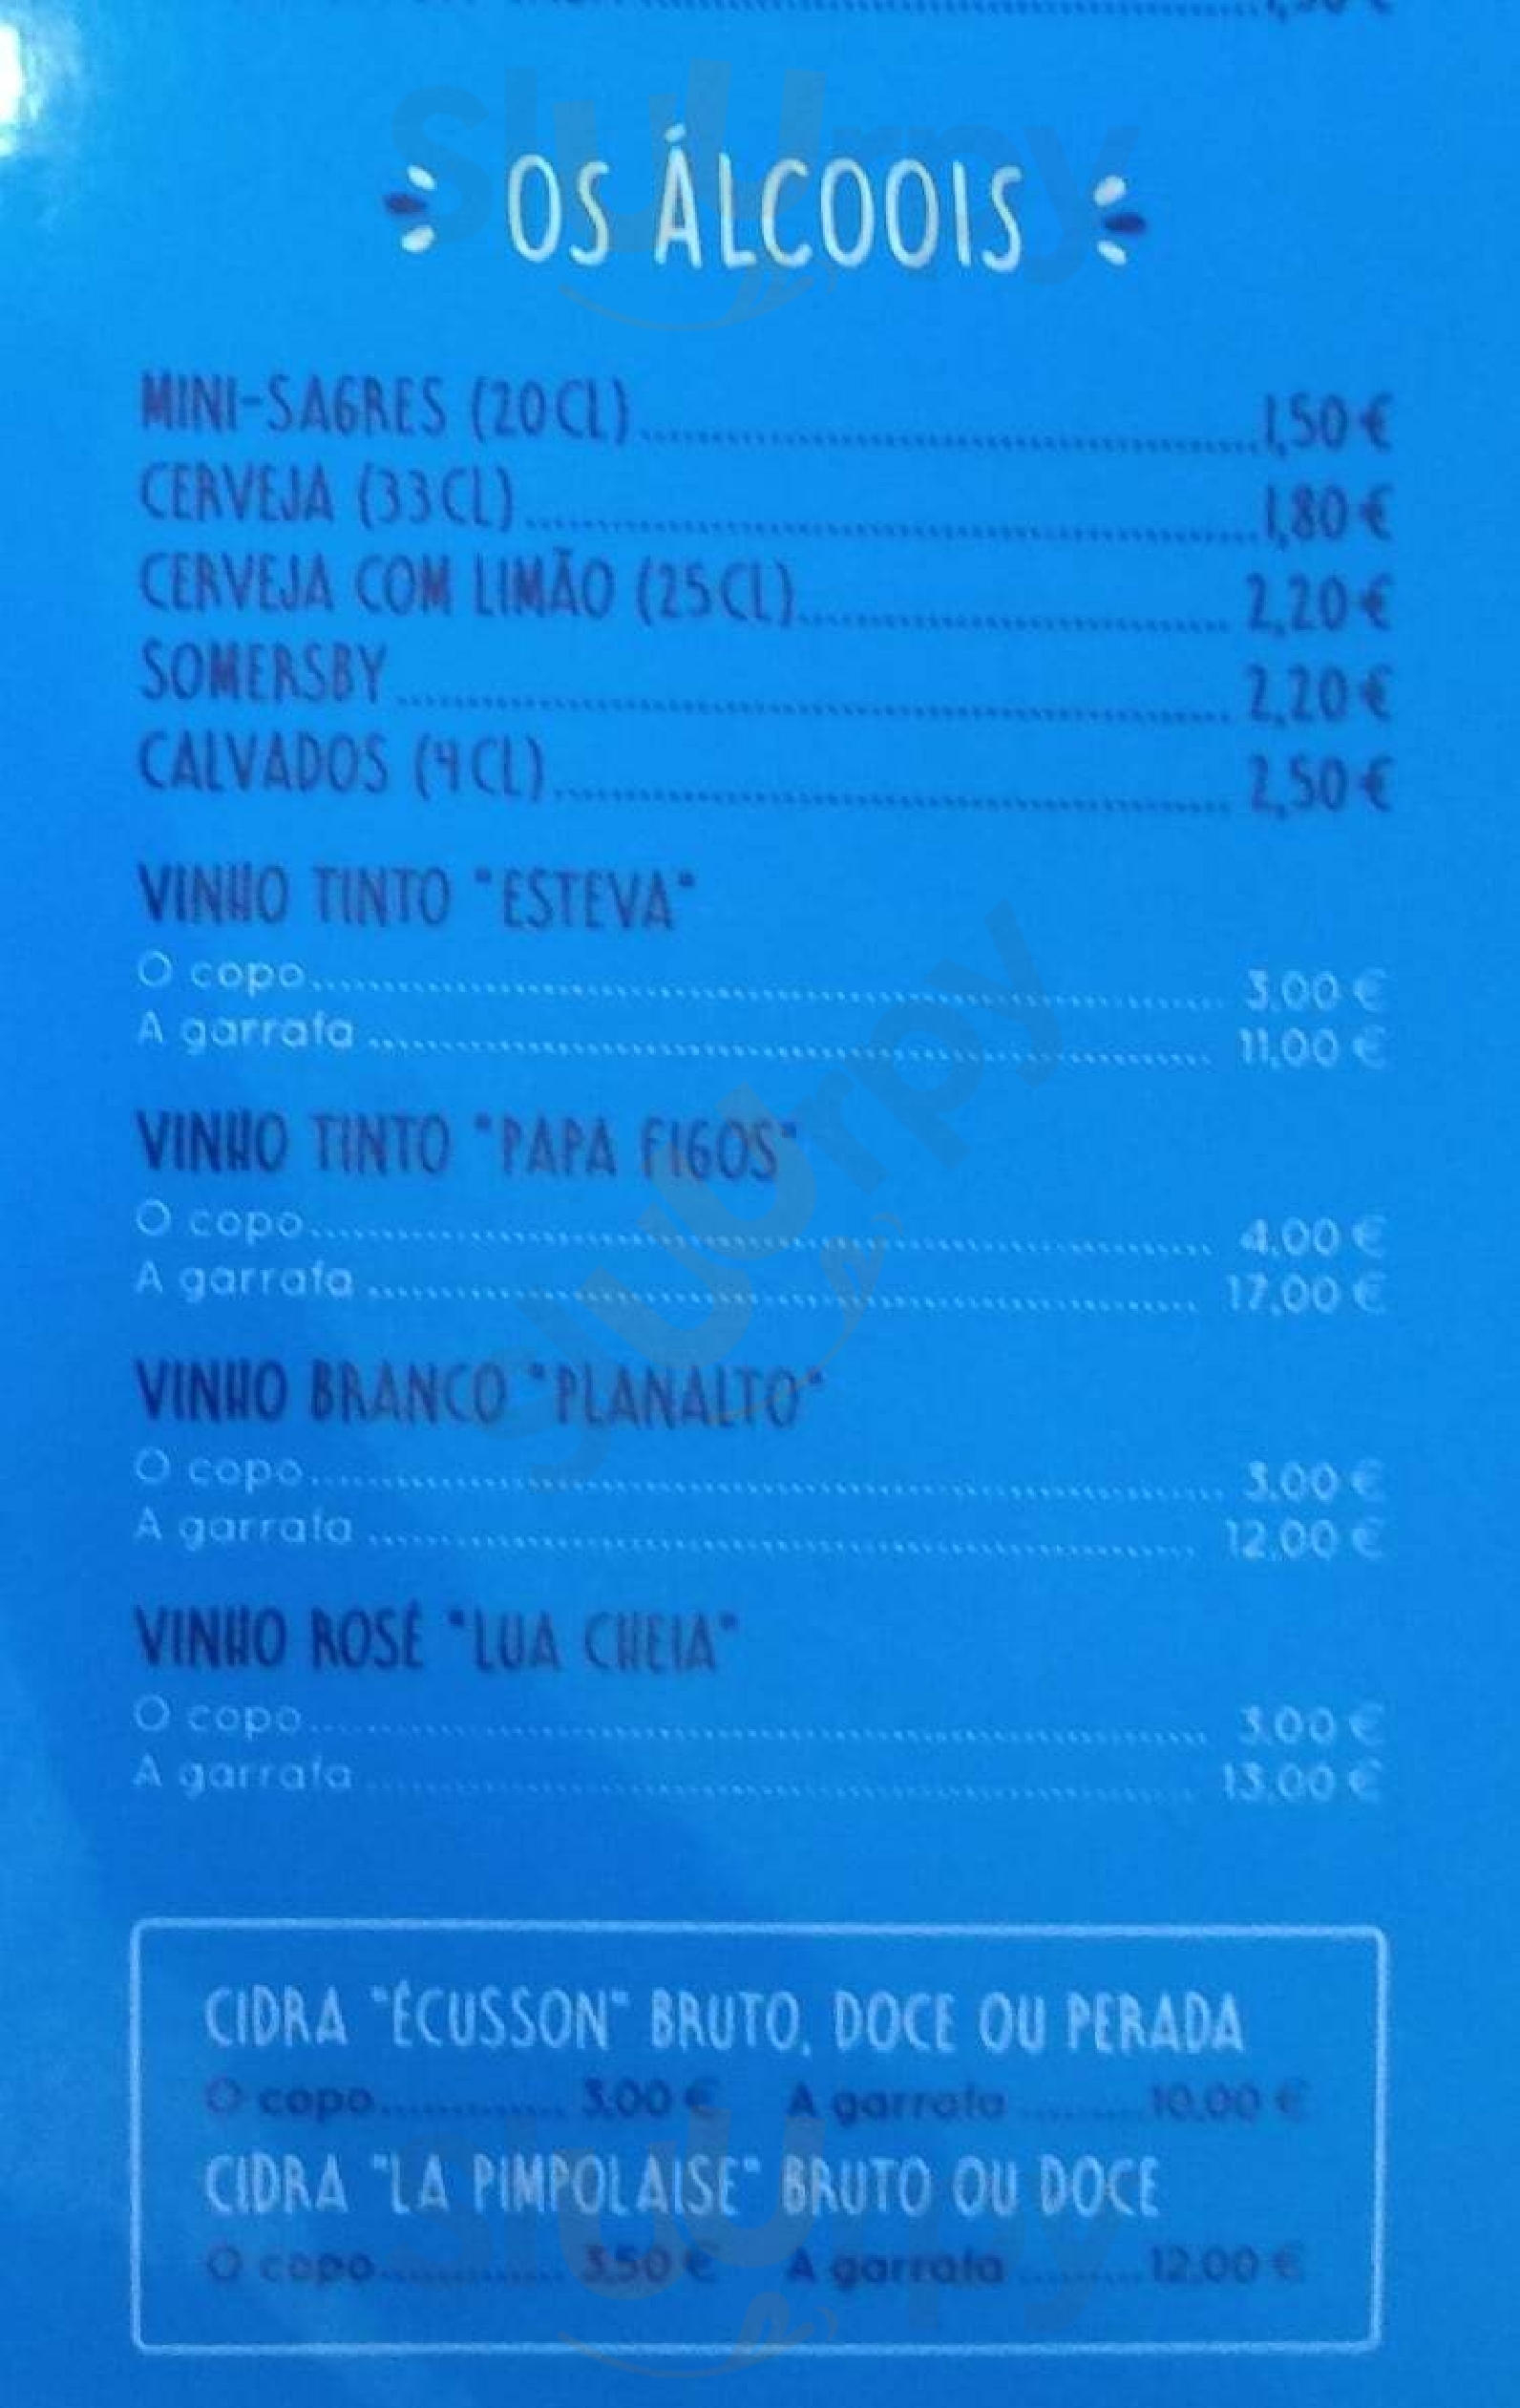 OS ÁLCOOIS
MINI-SAGRES (20CL) 1,50 €
CERVEJA (33CL) 1,80 €
CERVEJA COM LIMÃO (25CL) 2,20 €
SOMERSBY 2,20 €
CALVADOS (4CL) 2,50 €
VINHO TINTO "ESTEVA"
O copo 3,00 €
A garrafa 11,00 €
VINHO TINTO "PAPA FIGOS"
O copo 4,00 €
A garrafa 17,00 €
VINHO BRANCO "PLANALTO"
O copo 3,00 €
A garrafa 12,00 €
VINHO ROSÉ "LUA CHEIA"
O copo 3,00 €
A garrafa 13,00 €
CIDRA "ÉCUSSON" BRUTO, DOCE OU PERADA
O copo 3,00 € A garrafa 10,00 €
CIDRA "LA PIMPOLAISE" BRUTO OU DOCE
O copo 3,50 € A garrafa 12,00 €
sluurpy
sluurpy
sluurpy